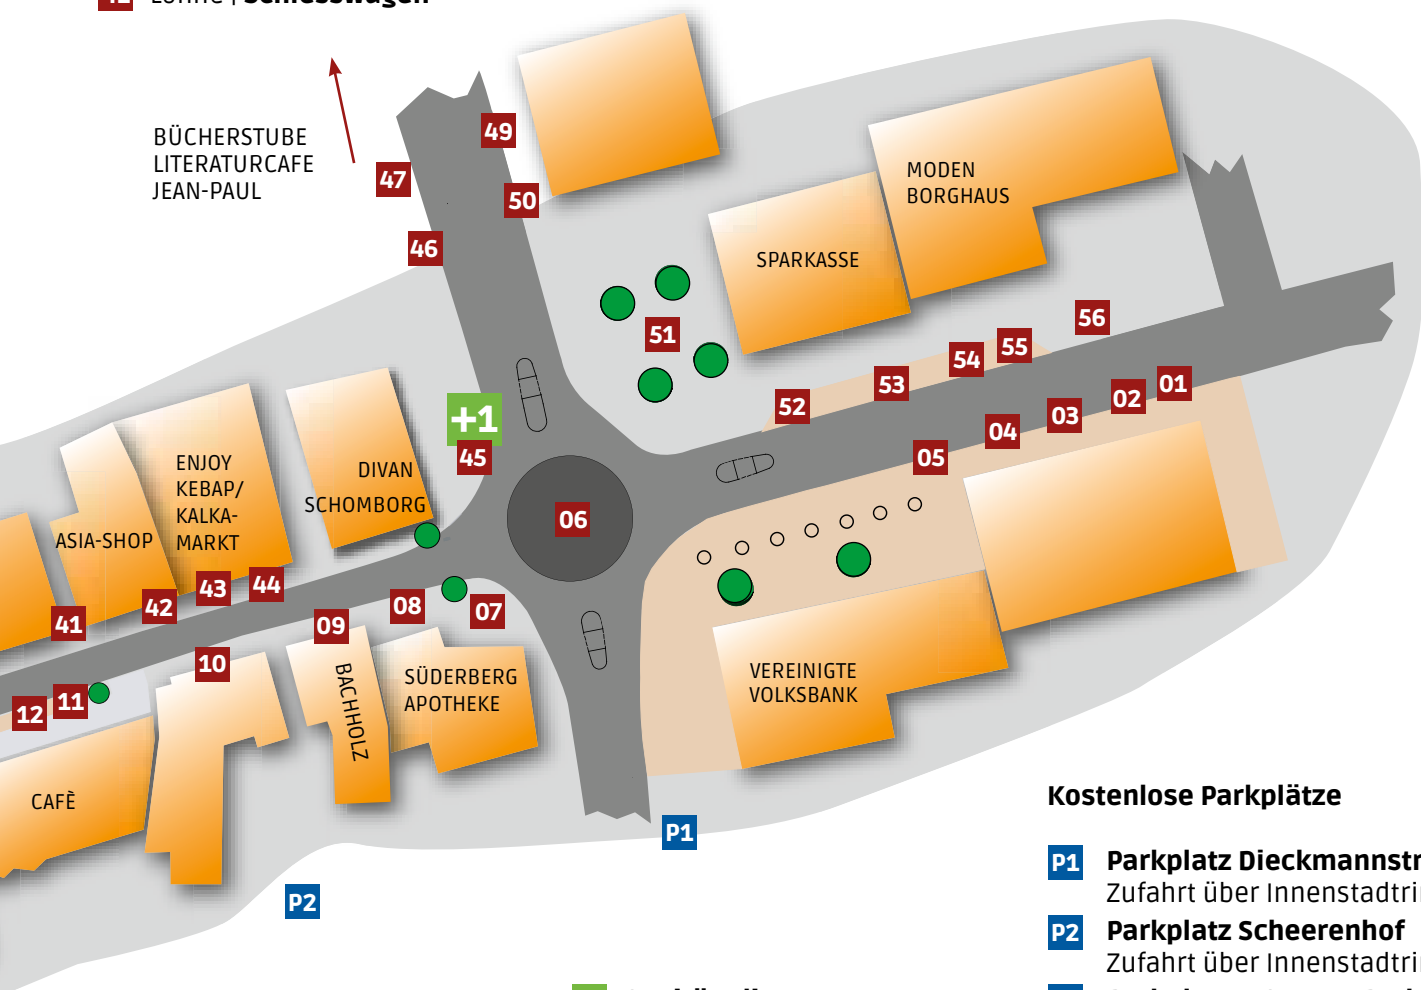 BÜCHERSTUBE
LITERATURCAFE
JEAN-PAUL
49
47
50
46
MODEN
BORGHAUS
SPARKASSE
51
56
55
54
53
52
01
02
03
04
05
+1
45
06
DIVAN
SCHOMBORG
ENJOY
KEBAP/
KALKA-
MARKT
ASIA-SHOP
44
43
42
41
08
07
09
10
11
12
BACHHOLZ
SÜDERBERG
APOTHEKE
VEREINIGTE
VOLKSBANK
CAFÈ
P1
P2
Kostenlose Parkplätze
P1 Parkplatz Dieckmannstr
Zufahrt über Innenstadtri
P2 Parkplatz Scheerenhof
Zufahrt über Innenstadtri